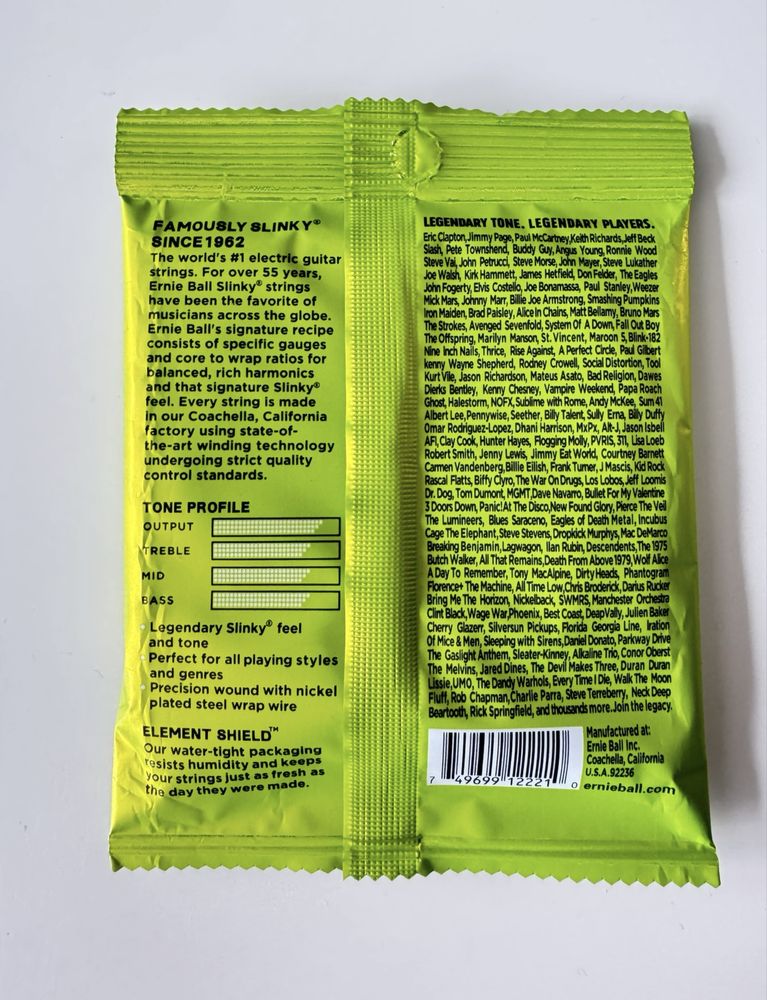 FAMOUSLY SLINKY®
SINCE 1962
The world's #1 electric guitar
strings. For over 55 years,
Ernie Ball Slinky® strings
have been the favorite of
musicians across the globe.
Ernie Ball's signature recipe
consists of specific gauges
and core to wrap ratios for
balanced, rich harmonics
and that signature Slinky®
feel. Every string is made
in our Coachella, California
factory using state-of-
the-art winding technology
undergoing strict quality
control standards.
TONE PROFILE
OUTPUT
TREBLE
MID
BASS
Legendary Slinky® feel
and tone
Perfect for all playing styles
and genres
Precision wound with nickel
plated steel wrap wire
ELEMENT SHIELD™
Our water-tight packaging
resists humidity and keeps
your strings just as fresh as
the day they were made.
LEGENDARY TONE. LEGENDARY PLAYERS.
Eric Clapton, Jimmy Page, Paul McCartney, Keith Richards, Jeff Beck
Slash, Pete Townshend, Buddy Guy, Angus Young, Ronnie Wood
Steve Vai, John Petrucci, Steve Morse, John Mayer, Steve Lukather
Joe Walsh, Kirk Hammett, James Hetfield, Don Felder, The Eagles
John Fogerty, Elvis Costello, Joe Bonamassa, Paul Stanley, Weezer
Mick Mars, Johnny Marr, Billie Joe Armstrong, Smashing Pumpkins
Iron Maiden, Brad Paisley, Alice In Chains, Matt Bellamy, Bruno Mars
The Strokes, Avenged Sevenfold, System Of A Down, Fall Out Boy
The Offspring, Marilyn Manson, St. Vincent, Maroon 5, Blink-182
Nine Inch Nails, Thrice, Rise Against, A Perfect Circle, Paul Gilbert
kenny Wayne Shepherd, Rodney Crowell, Social Distortion, Tool
Kurt Vile, Jason Richardson, Mateus Asato, Bad Religion, Dawes
Dierks Bentley, Kenny Chesney, Vampire Weekend, Papa Roach
Ghost, Halestorm, NOFX, Sublime with Rome, Andy McKee, Sum 41
Albert Lee, Pennywise, Seether, Billy Talent, Sully Erna, Billy Duffy
Omar Rodriguez-Lopez, Dhani Harrison, MxPx, Alt-J, Jason Isbell
AFI, Clay Cook, Hunter Hayes, Flogging Molly, PVRIS, 311, Lisa Loeb
Robert Smith, Jenny Lewis, Jimmy Eat World, Courtney Barnett
Carmen Vandenberg, Billie Eilish, Frank Turner, J Mascis, Kid Rock
Rascal Flatts, Biffy Clyro, The War On Drugs, Los Lobos, Jeff Loomis
Dr. Dog, Tom Dumont, MGMT, Dave Navarro, Bullet For My Valentine
3 Doors Down, Panic! At The Disco, New Found Glory, Pierce The Veil
The Lumineers, Blues Saraceno, Eagles of Death Metal, Incubus
Cage The Elephant, Steve Stevens, Dropkick Murphys, Mac DeMarco
Breaking Benjamin, Lagwagon, Ilan Rubin, Descendents, The 1975
Butch Walker, All That Remains, Death From Above 1979, Wolf Alice
A Day To Remember, Tony MacAlpine, Dirty Heads, Phantogram
Florence+ The Machine, All Time Low, Chris Broderick, Darius Rucker
Bring Me The Horizon, Nickelback, SWMRS, Manchester Orchestra
Clint Black, Wage War, Phoenix, Best Coast, DeapVally, Julien Baker
Cherry Glazerr, Silversun Pickups, Florida Georgia Line, Iration
Of Mice & Men, Sleeping with Sirens, Daniel Donato, Parkway Drive
The Gaslight Anthem, Sleater-Kinney, Alkaline Trio, Conor Oberst
The Melvins, Jared Dines, The Devil Makes Three, Duran Duran
Lissie, UMO, The Dandy Warhols, Every Time I Die, Walk The Moon
Fluff, Rob Chapman, Charlie Parra, Steve Terreberry, Neck Deep
Beartooth, Rick Springfield, and thousands more. Join the legacy.
7 49699 12221 0
Manufactured at:
Ernie Ball Inc.
Coachella, California
U.S.A. 92236
ernieball.com